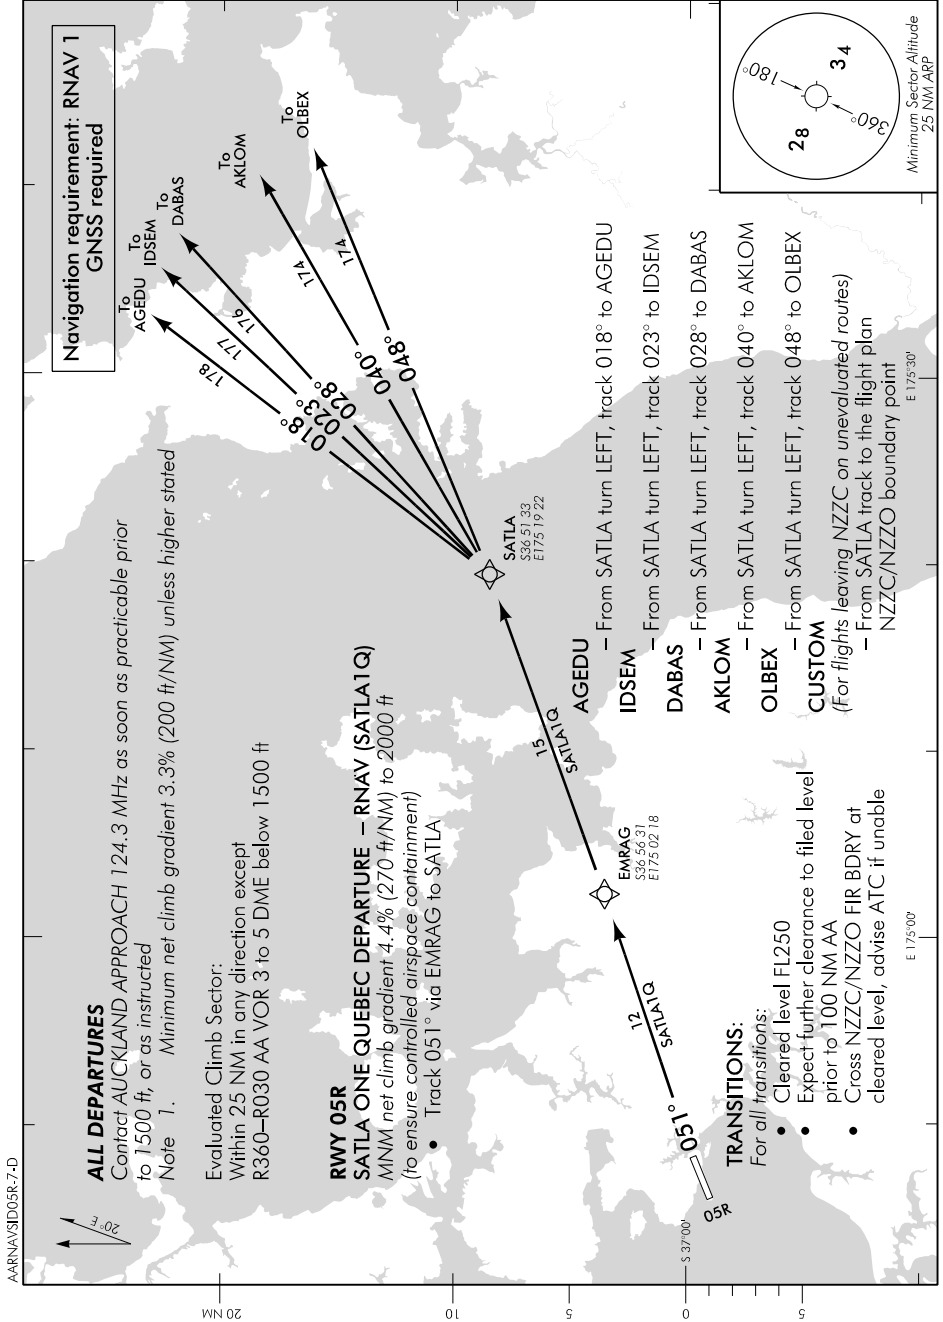 AARNAVSID05R-7-D
20° E
Navigation requirement: RNAV 1
GNSS required
ALL DEPARTURES
Contact AUCKLAND APPROACH 124.3 MHz as soon as practicable prior
to 1500 ft, or as instructed
Note 1. Minimum net climb gradient 3.3% (200 ft/NM) unless higher stated
Evaluated Climb Sector:
Within 25 NM in any direction except
R360–R030 AA VOR 3 to 5 DME below 1500 ft
RWY 05R
SATLA ONE QUEBEC DEPARTURE – RNAV (SATLA1Q)
MNM net climb gradient 4.4% (270 ft/NM) to 2000 ft
(to ensure controlled airspace containment)
• Track 051° via EMRAG to SATLA
To
AGEDU
To
IDSEM
To
DABAS
To
AKLOM
To
OLBEX
178
177
176
174
174
018°
023°
028°
040°
048°
SATLA
S36 51 33
E175 19 22
15
SATLA1Q
EMRAG
S36 56 31
E175 02 18
12
SATLA1Q
051°
05R
TRANSITIONS:
For all transitions:
• Cleared level FL250
• Expect further clearance to filed level
prior to 100 NM AA
• Cross NZZC/NZZO FIR BDRY at
cleared level, advise ATC if unable
AGEDU
– From SATLA turn LEFT, track 018° to AGEDU
IDSEM
– From SATLA turn LEFT, track 023° to IDSEM
DABAS
– From SATLA turn LEFT, track 028° to DABAS
AKLOM
– From SATLA turn LEFT, track 040° to AKLOM
OLBEX
– From SATLA turn LEFT, track 048° to OLBEX
CUSTOM
(For flights leaving NZZC on unevaluated routes)
– From SATLA track to the flight plan
NZZC/NZZO boundary point
180°
360°
28
34
Minimum Sector Altitude
25 NM ARP
20 NM
10
5
0
5
S 37°00'
E 175°00'
E 175°30'